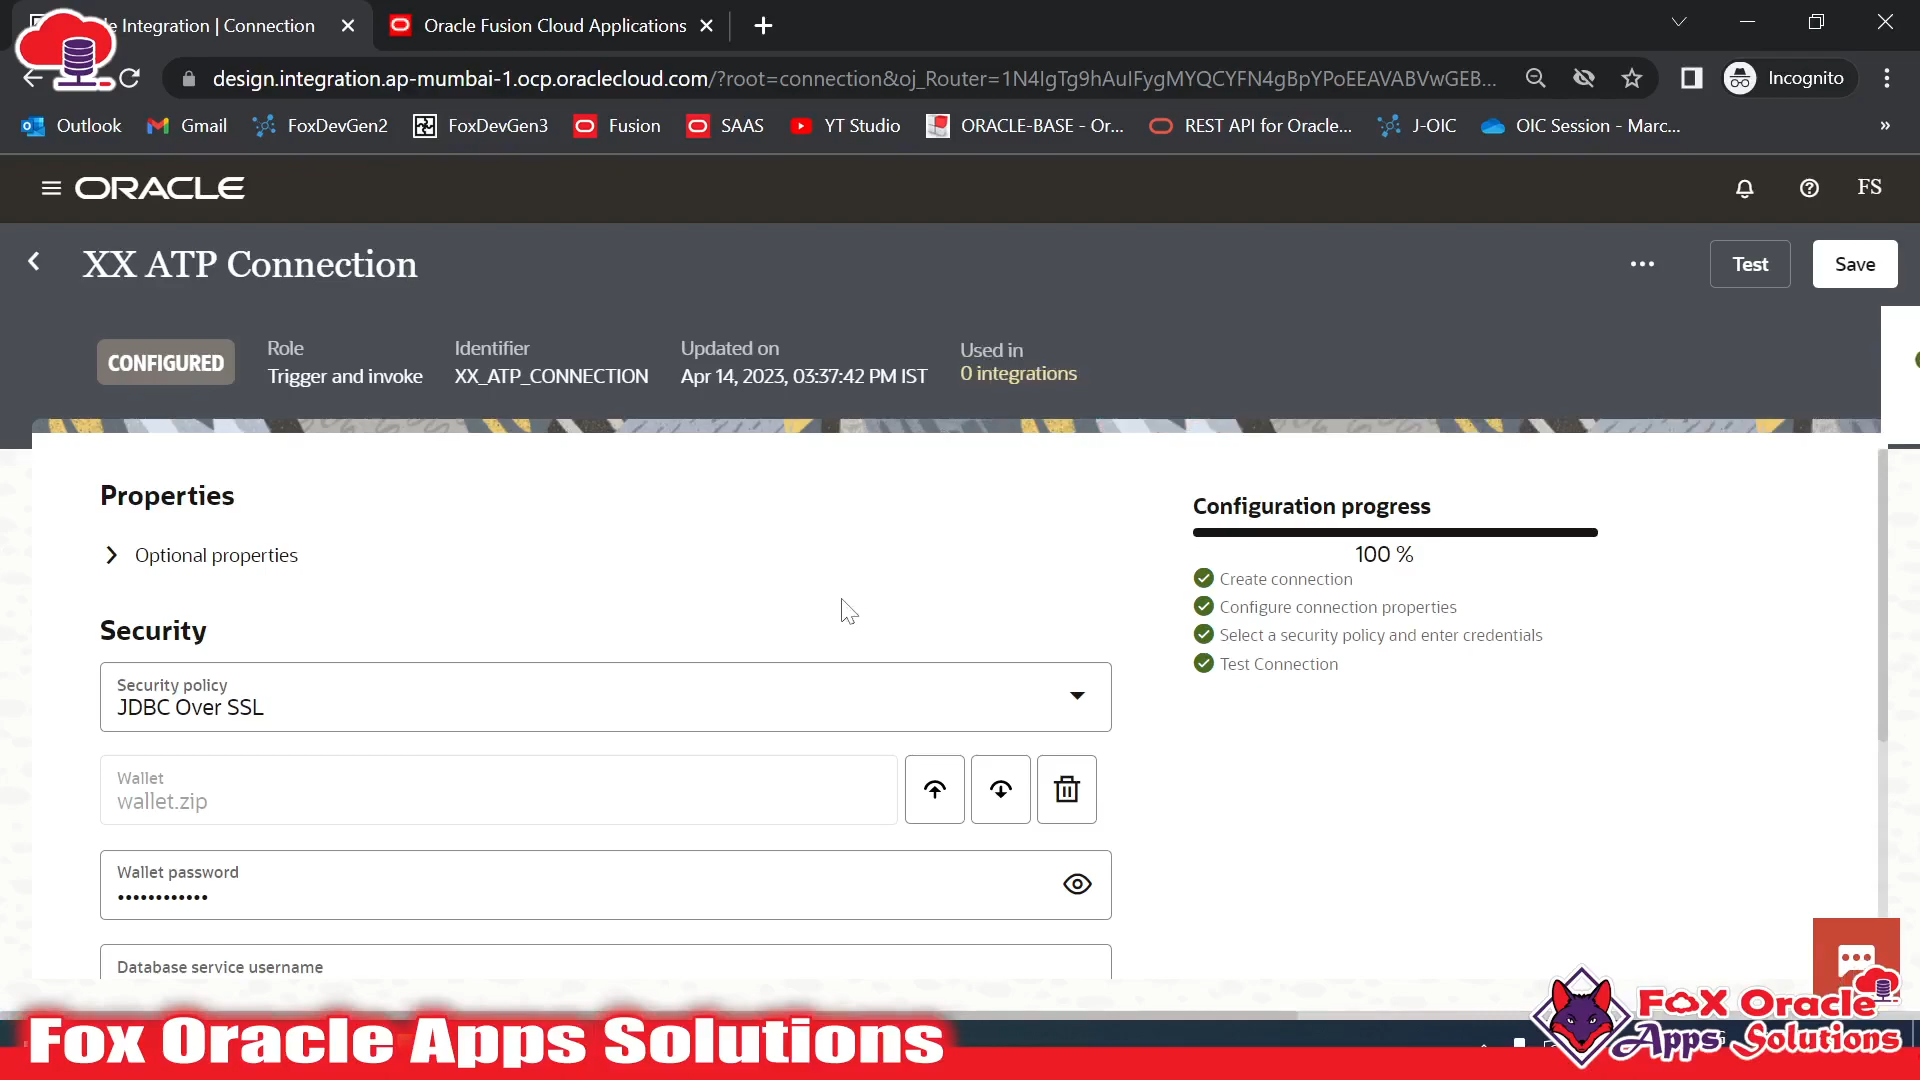 e Integration | Connection
Oracle Fusion Cloud Applications
design.integration.ap-mumbai-1.ocp.oraclecloud.com/?root=connection&oj_Router=1N4IgTg9hAuIFygMYQCYFN4gBpYPoEEAVABVwGEB...
Incognito
Outlook
Gmail
FoxDevGen2
FoxDevGen3
Fusion
SAAS
YT Studio
ORACLE-BASE - Or...
REST API for Oracle...
J-OIC
OIC Session - Marc...
»
ORACLE
FS
XX ATP Connection
Test
Save
CONFIGURED
Role
Trigger and invoke
Identifier
XX_ATP_CONNECTION
Updated on
Apr 14, 2023, 03:37:42 PM IST
Used in
0 integrations
Properties
Optional properties
Security
Security policy
JDBC Over SSL
Wallet
wallet.zip
Wallet password
••••••••••••
Database service username
Configuration progress
100 %
Create connection
Configure connection properties
Select a security policy and enter credentials
Test Connection
Fox Oracle Apps Solutions
Fox Oracle
Apps Solutions